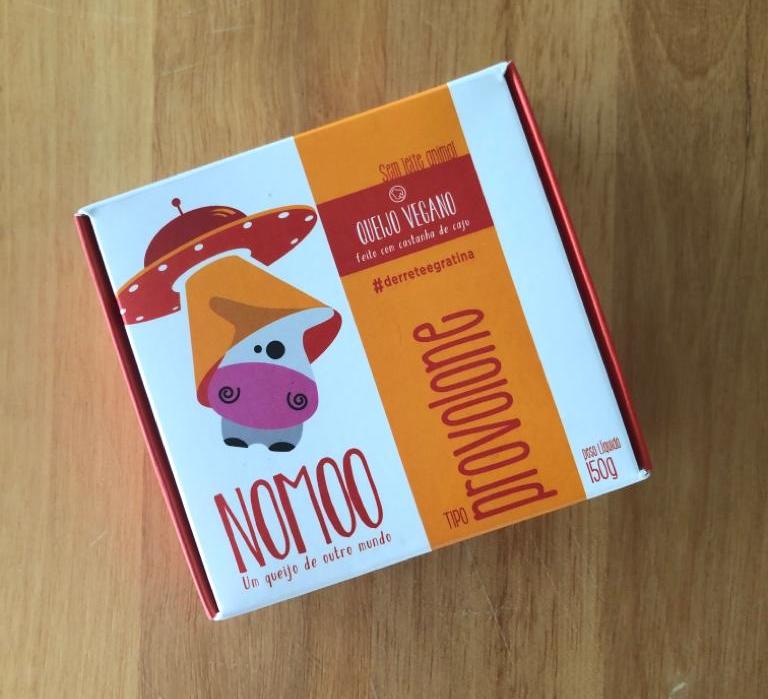 Sem leite animal
QUEIJO VEGANO
feito com castanha de caju
#derreteegratina
TIPO provolone
NOMOO
Um queijo de outro mundo
peso líquido
150g